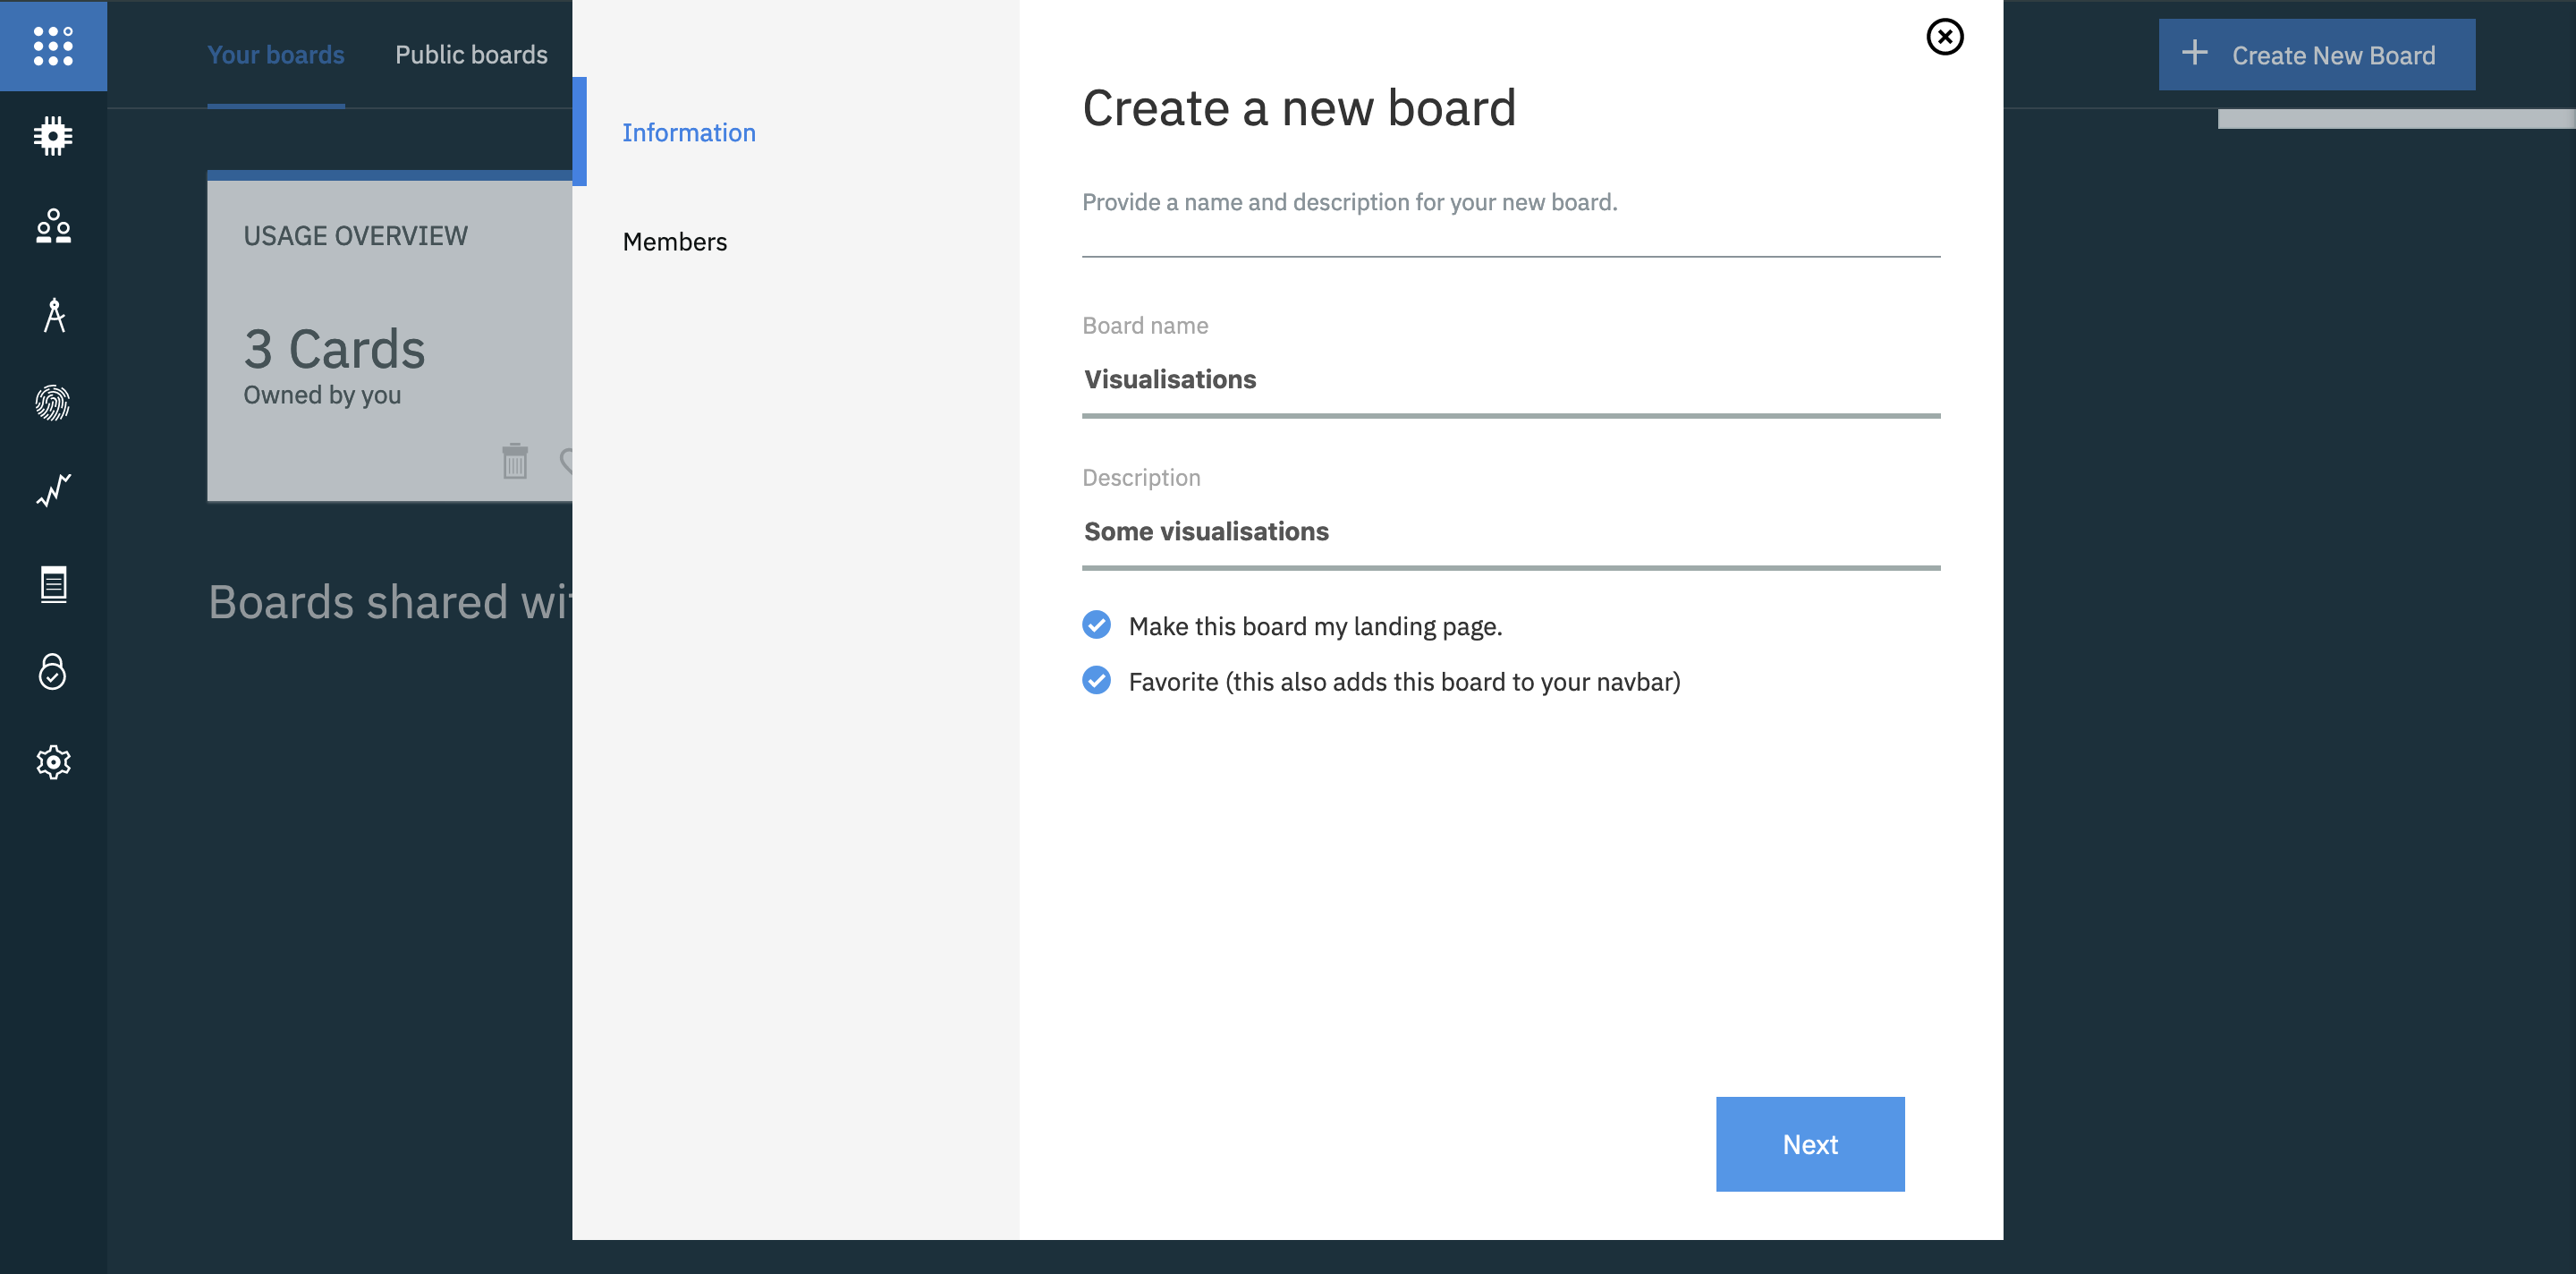 Your boards
Public boards
Create New Board
USAGE OVERVIEW
3 Cards
Owned by you
Boards shared
Information
Members
Create a new board
Provide a name and description for your new board.
Board name
Visualisations
Description
Some visualisations
Make this board my landing page.
Favorite (this also adds this board to your navbar)
Next